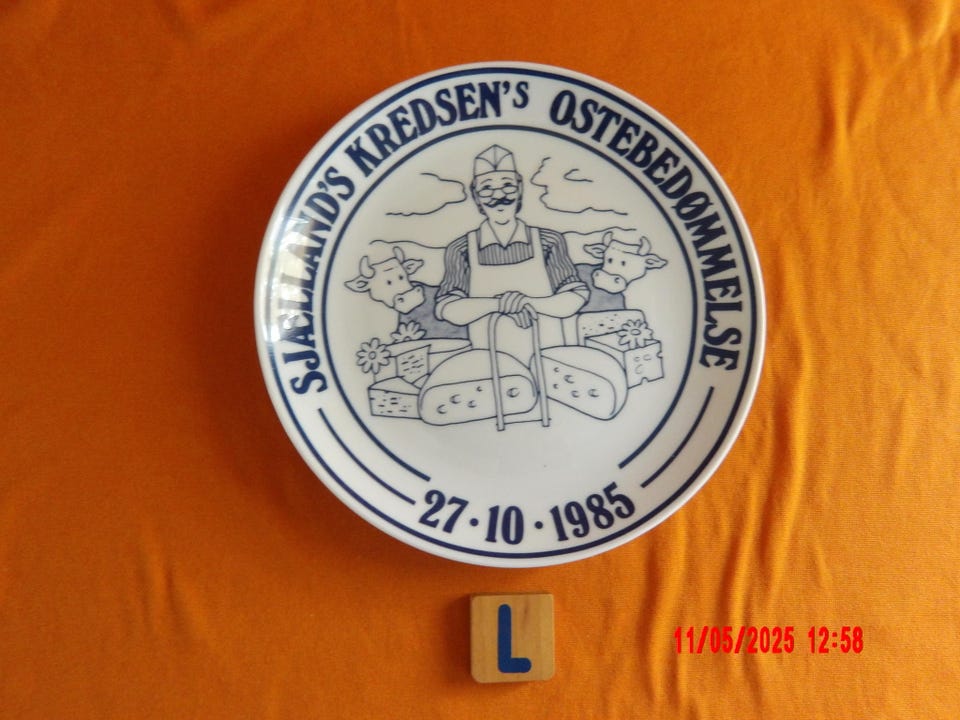 SJÆLLAND'S KREDSEN'S OSTEBEDØMMELSE
27·10·1985
L
11/05/2025 12:58